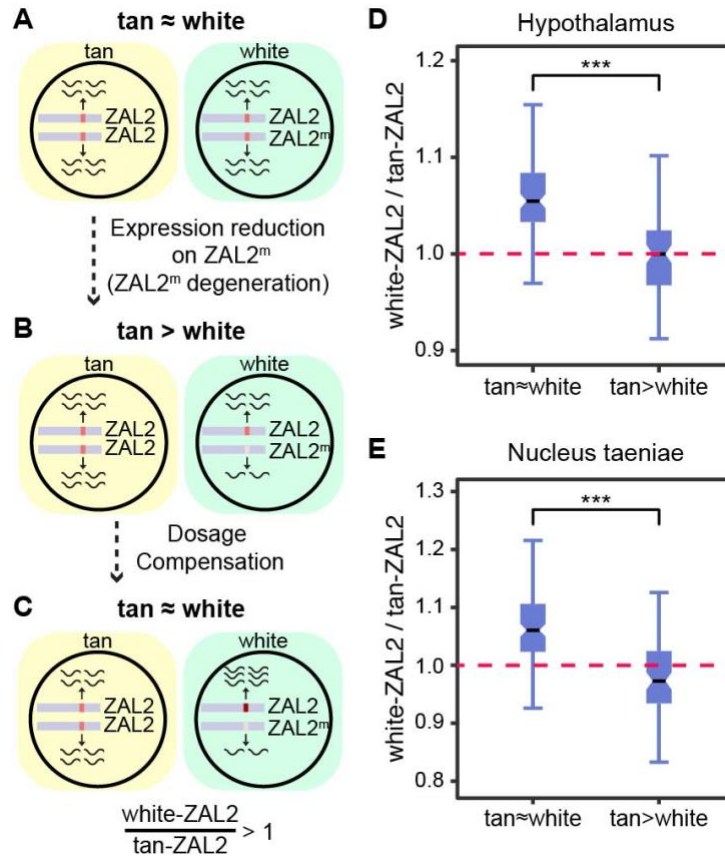 A tan ≈ white
tan white
ZAL2 ZAL2
ZAL2 ZAL2ᵐ
Expression reduction
on ZAL2ᵐ
(ZAL2ᵐ degeneration)
B tan > white
tan white
ZAL2 ZAL2
ZAL2 ZAL2ᵐ
Dosage
Compensation
C tan ≈ white
tan white
ZAL2 ZAL2
ZAL2 ZAL2ᵐ
white-ZAL2
tan-ZAL2
> 1
D Hypothalamus
white-ZAL2 / tan-ZAL2
1.2
1.1
1.0
0.9
***
tan≈white tan>white
E Nucleus taeniae
white-ZAL2 / tan-ZAL2
1.3
1.2
1.1
1.0
0.9
0.8
***
tan≈white tan>white